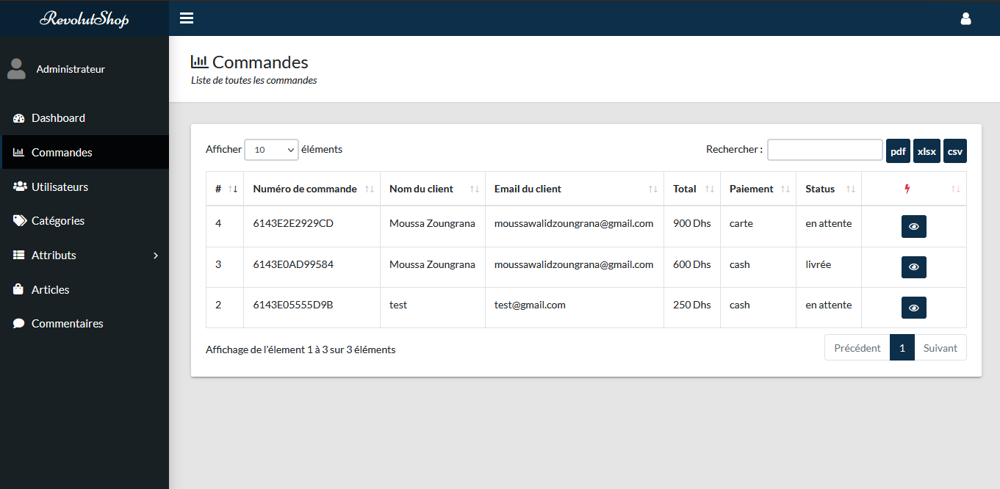 RevolutShop
Administrateur
Dashboard
Commandes
Utilisateurs
Catégories
Attributs
Articles
Commentaires
Commandes
Liste de toutes les commandes
Afficher 10 éléments
Rechercher : pdf xlsx csv
# Numéro de commande Nom du client Email du client Total Paiement Status
4 6143E2E2929CD Moussa Zoungrana moussawalidzoungrana@gmail.com 900 Dhs carte en attente
3 6143E0AD99584 Moussa Zoungrana moussawalidzoungrana@gmail.com 600 Dhs cash livrée
2 6143E05555D9B test test@gmail.com 250 Dhs cash en attente
Affichage de l'élement 1 à 3 sur 3 éléments
Précédent 1 Suivant